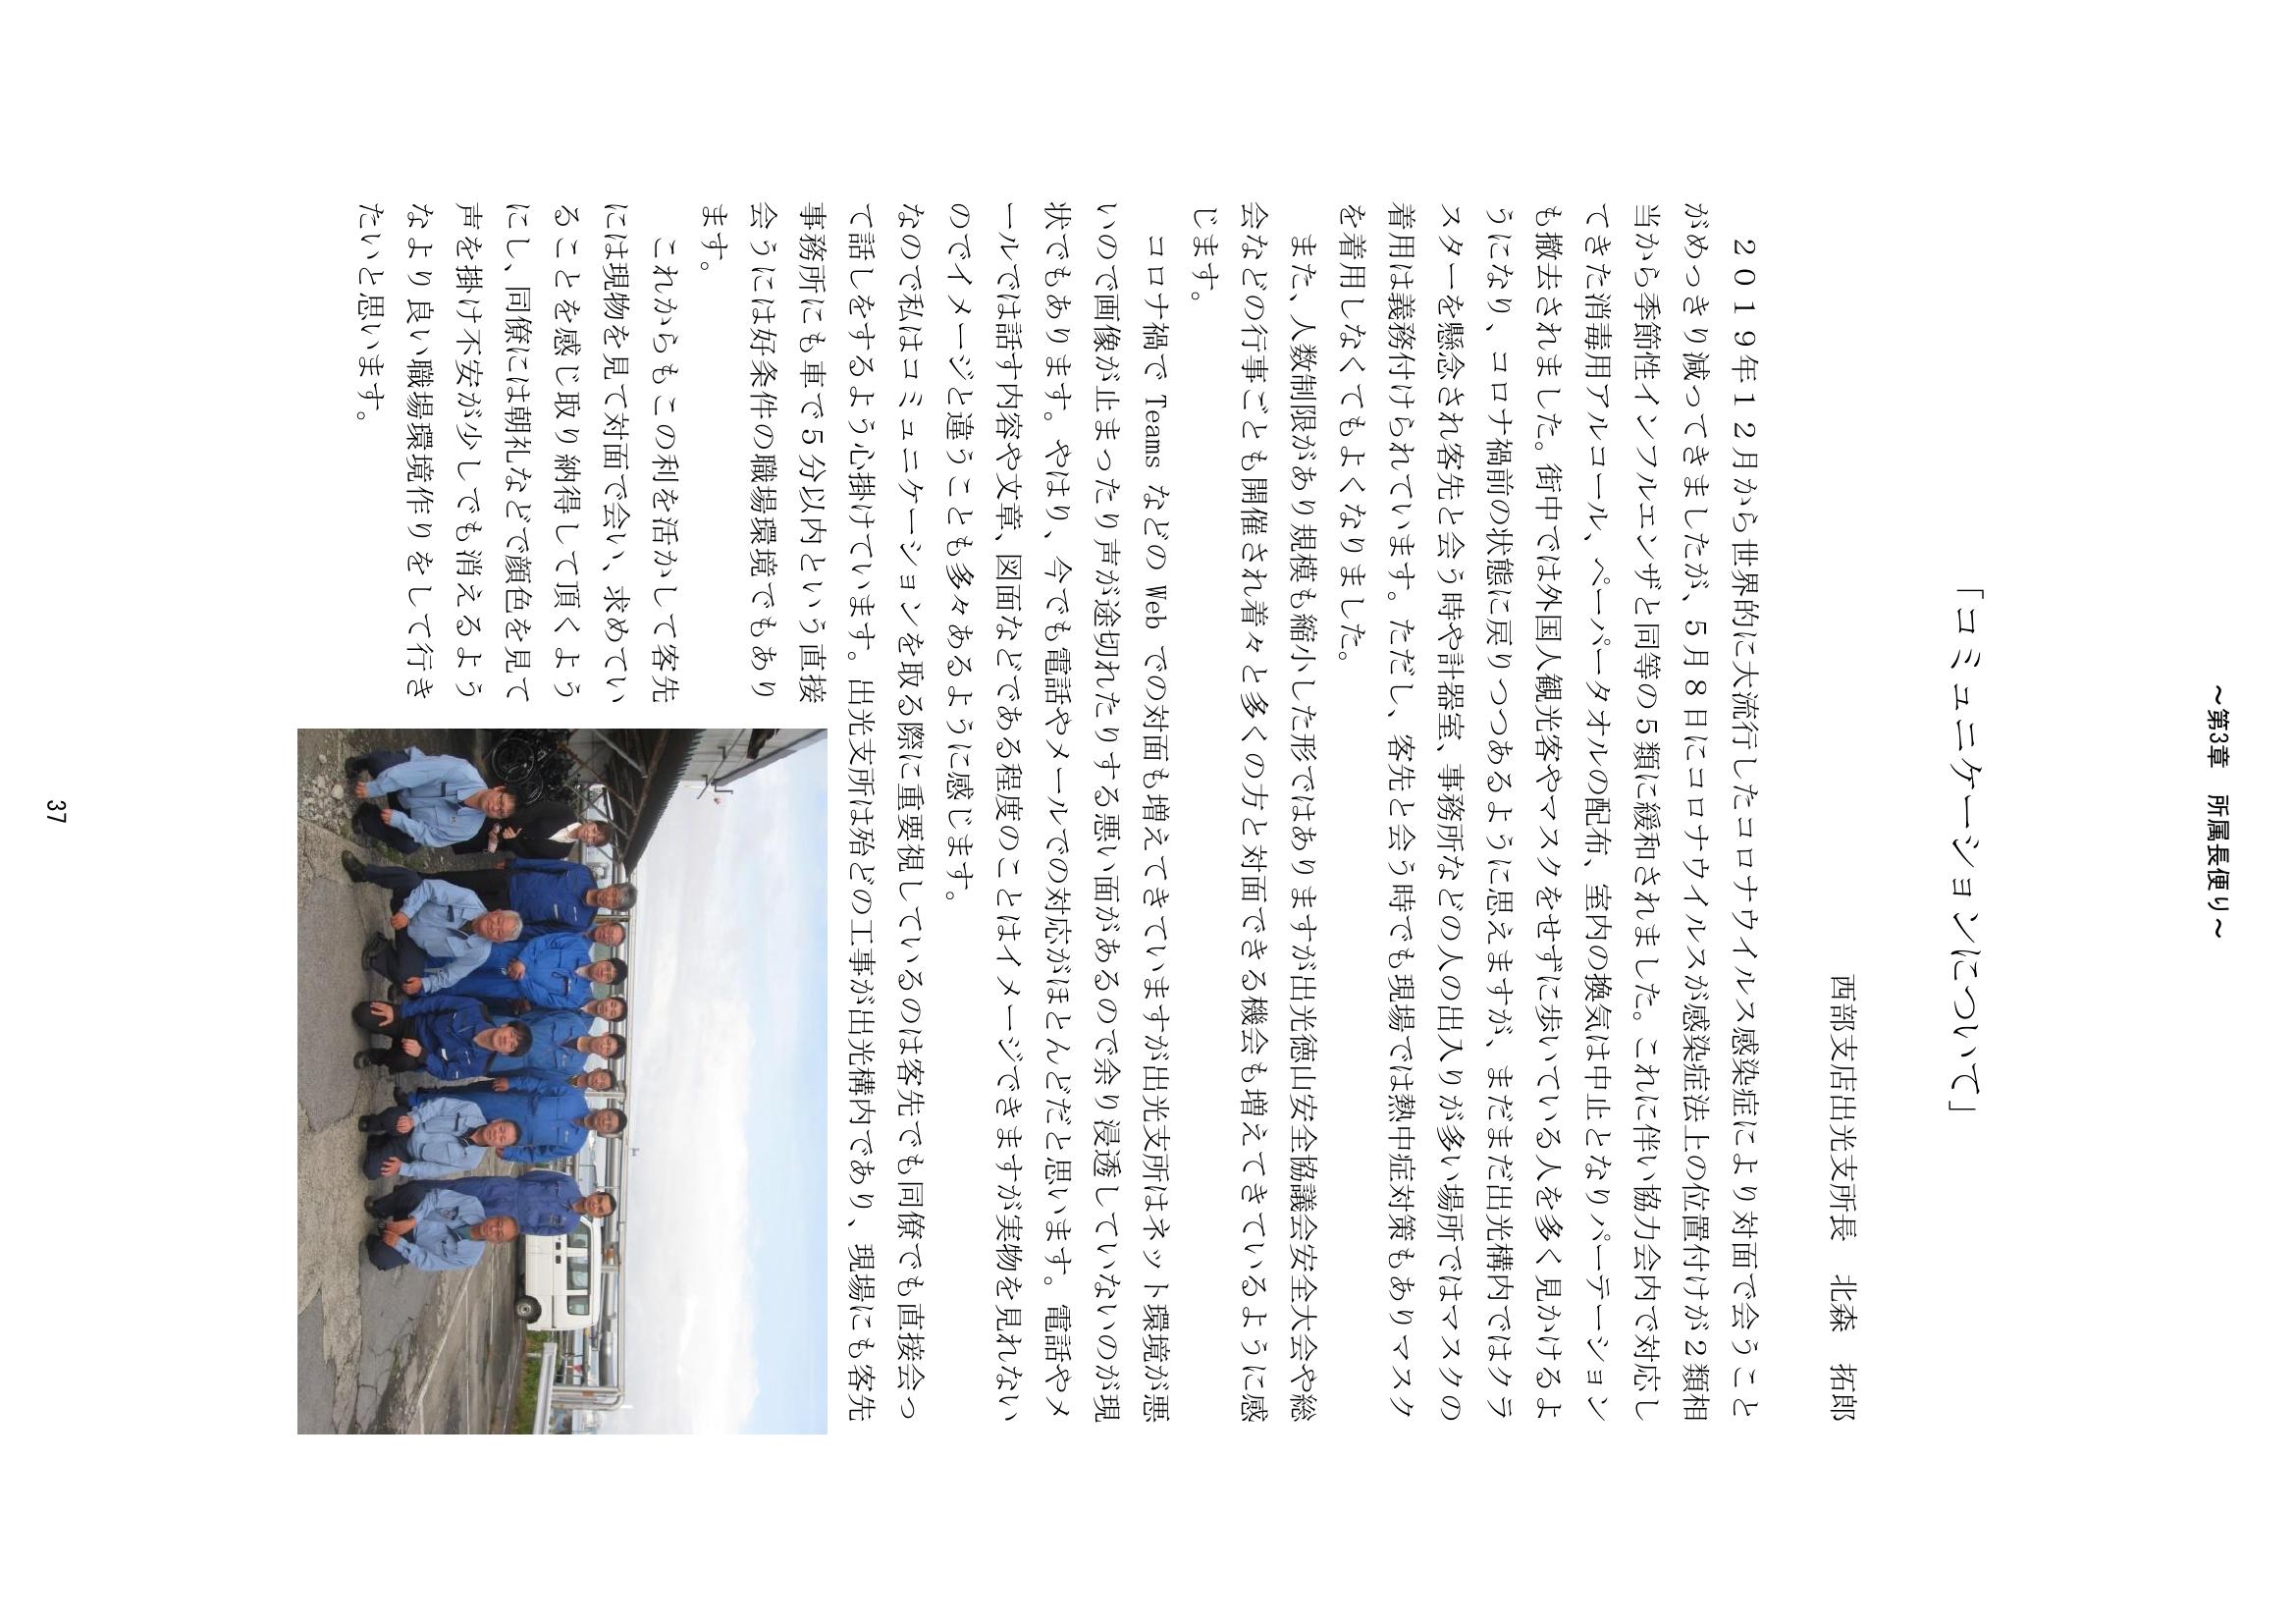 ～第3章　所属長便り～
「コミュニケーションについて」
西部支店出光支所長　北森　拓郎
２０１９年１２月から世界的に大流行したコロナウイルス感染症により対面で会うこと
がめっきり減ってきましたが、５月８日にコロナウイルスが感染症法上の位置付けが２類相
当から季節性インフルエンザと同等の５類に緩和されました。これに伴い協力会内で対応し
てきた消毒用アルコール、ペーパータオルの配布、室内の換気は中止となりパーテーション
も撤去されました。街中では外国人観光客やマスクをせずに歩いている人を多く見かけるよ
うになり、コロナ禍前の状態に戻りつつあるように思えますが、まだまだ出光構内ではクラ
スターを懸念され客先と会う時や計器室、事務所などの人の出入りが多い場所ではマスクの
着用は義務付けられています。ただし、客先と会う時でも現場では熱中症対策もありマスク
を着用しなくてもよくなりました。
また、人数制限があり規模も縮小した形ではありますが出光徳山安全協議会安全大会や総
会などの行事ごとも開催され着々と多くの方と対面できる機会も増えてきているように感
じます。
コロナ禍で Teams などの Web での対面も増えてきていますが出光支所はネット環境が悪
いので画像が止まったり声が途切れたりする悪い面があるので余り浸透していないのが現
状でもあります。やはり、今でも電話やメールでの対応がほとんどだと思います。電話やメ
ールでは話す内容や文章、図面などである程度のことはイメージできますが実物を見れない
のでイメージと違うことも多々あるように感じます。
なので私はコミュニケーションを取る際に重要視しているのは客先でも同僚でも直接会っ
て話しをするよう心掛けています。出光支所は殆どの工事が出光構内であり、現場にも客先
事務所にも車で５分以内という直接
会うには好条件の職場環境でもあり
ます。
これからもこの利を活かして客先
には現物を見て対面で会い、求めてい
ることを感じ取り納得して頂くよう
にし、同僚には朝礼などで顔色を見て
声を掛け不安が少しでも消えるよう
なより良い職場環境作りをして行き
たいと思います。
37